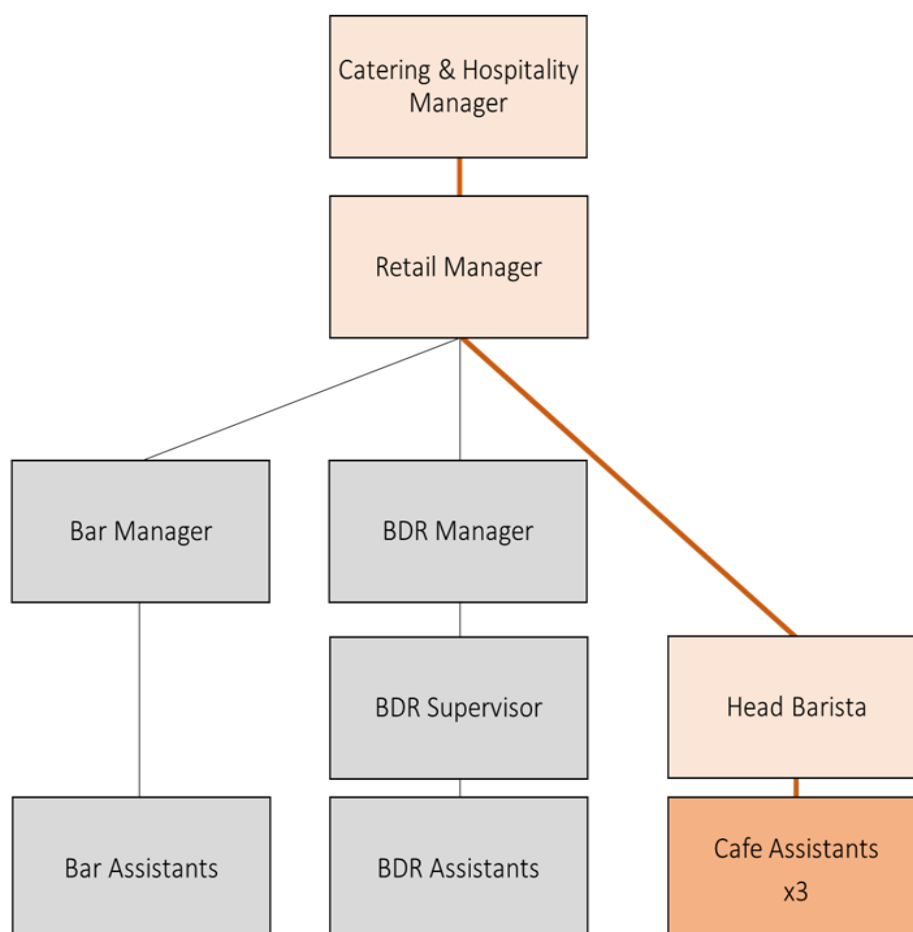 Catering & Hospitality
Manager
Retail Manager
Bar Manager
BDR Manager
BDR Supervisor
Head Barista
Bar Assistants
BDR Assistants
Cafe Assistants
x3